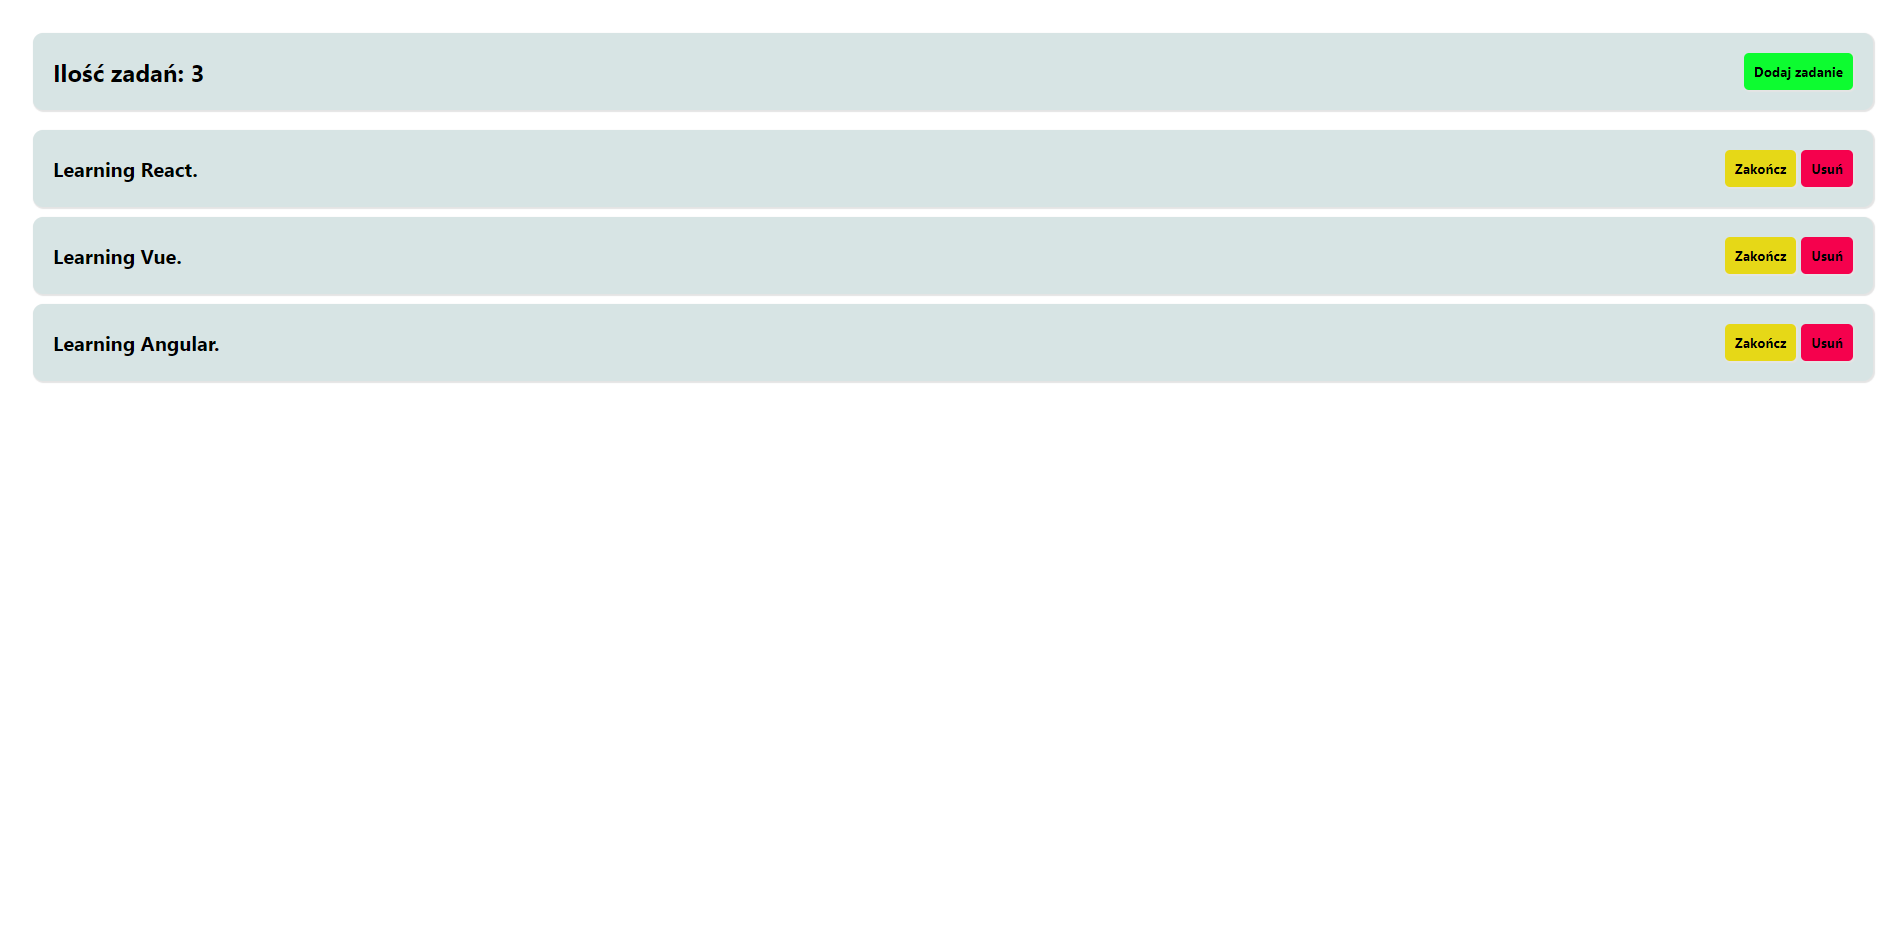 Ilość zadań: 3 Dodaj zadanie
Learning React. Zakończ Usuń
Learning Vue. Zakończ Usuń
Learning Angular. Zakończ Usuń